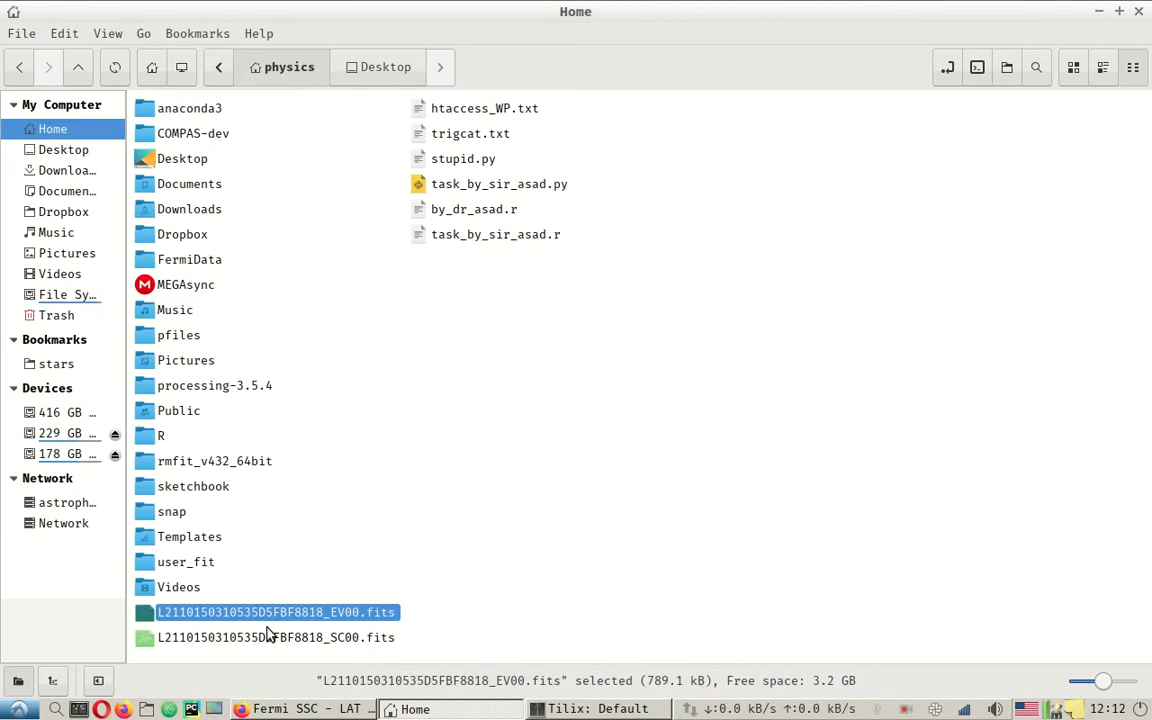 Home
File Edit View Go Bookmarks Help
physics Desktop
My Computer
Home
Desktop
Downloa...
Documen...
Dropbox
Music
Pictures
Videos
File Sy...
Trash
Bookmarks
stars
Devices
416 GB ...
229 GB ...
178 GB ...
Network
astroph...
Network
anaconda3
COMPAS-dev
Desktop
Documents
Downloads
Dropbox
FermiData
MEGAsync
Music
pfiles
Pictures
processing-3.5.4
Public
R
rmfit_v432_64bit
sketchbook
snap
Templates
user_fit
Videos
L2110150310535D5FBF8818_EV00.fits
L2110150310535D5FBF8818_SC00.fits
htaccess_WP.txt
trigcat.txt
stupid.py
task_by_sir_asad.py
by_dr_asad.r
task_by_sir_asad.r
"L2110150310535D5FBF8818_EV00.fits" selected (789.1 kB), Free space: 3.2 GB
Fermi SSC - LAT ... Home Tilix: Default ↓:0.0 kB/s ↑:0.0 kB/s 12:12